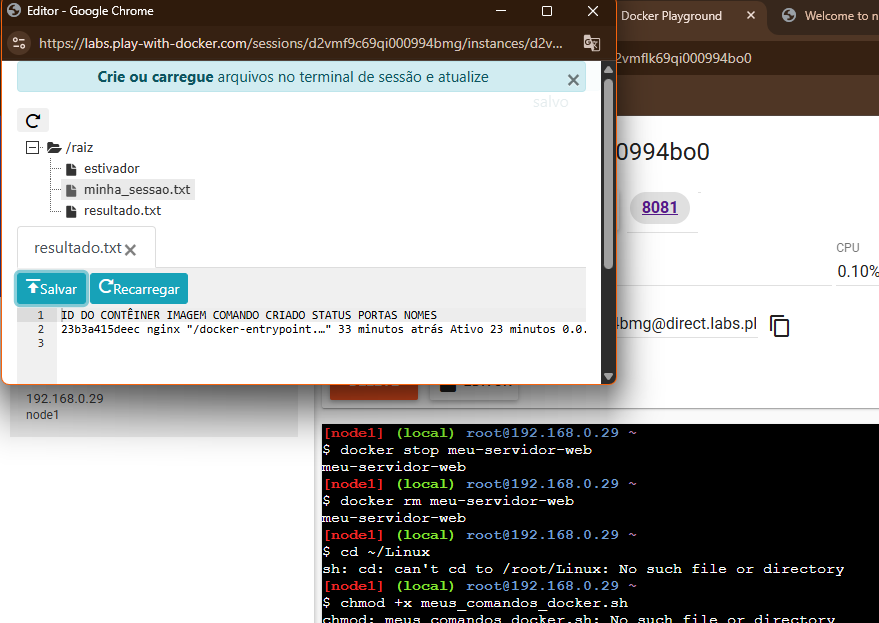 Editor - Google Chrome
Docker Playground
Welcome to n
https://labs.play-with-docker.com/sessions/d2vmf9c69qi000994bmg/instances/d2v...
2vmflk69qi000994bo0
Crie ou carregue arquivos no terminal de sessão e atualize
salvo
/raiz
estivador
minha_sessao.txt
resultado.txt
resultado.txt
Salvar
Recarregar
1 ID DO CONTÊINER IMAGEM COMANDO CRIADO STATUS PORTAS NOMES
2 23b3a415deec nginx "/docker-entrypoint.…" 33 minutos atrás Ativo 23 minutos 0.0.
3
0994bo0
8081
CPU
0.10%
4bmg@direct.labs.pl
192.168.0.29
node1
[node1] (local) root@192.168.0.29 ~
$ docker stop meu-servidor-web
meu-servidor-web
[node1] (local) root@192.168.0.29 ~
$ docker rm meu-servidor-web
meu-servidor-web
[node1] (local) root@192.168.0.29 ~
$ cd ~/Linux
sh: cd: can't cd to /root/Linux: No such file or directory
[node1] (local) root@192.168.0.29 ~
$ chmod +x meus_comandos_docker.sh
chmod: meus_comandos_docker.sh: No such file or directory